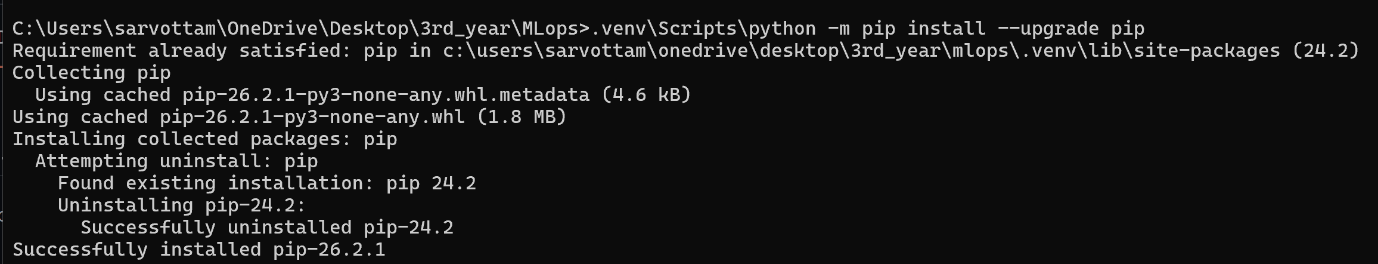 C:\Users\sarvottam\OneDrive\Desktop\3rd_year\MLops>.venv\Scripts\python -m pip install --upgrade pip
Requirement already satisfied: pip in c:\users\sarvottam\onedrive\desktop\3rd_year\mlops\.venv\lib\site-packages (24.2)
Collecting pip
  Using cached pip-26.2.1-py3-none-any.whl.metadata (4.6 kB)
Using cached pip-26.2.1-py3-none-any.whl (1.8 MB)
Installing collected packages: pip
  Attempting uninstall: pip
    Found existing installation: pip 24.2
    Uninstalling pip-24.2:
      Successfully uninstalled pip-24.2
Successfully installed pip-26.2.1